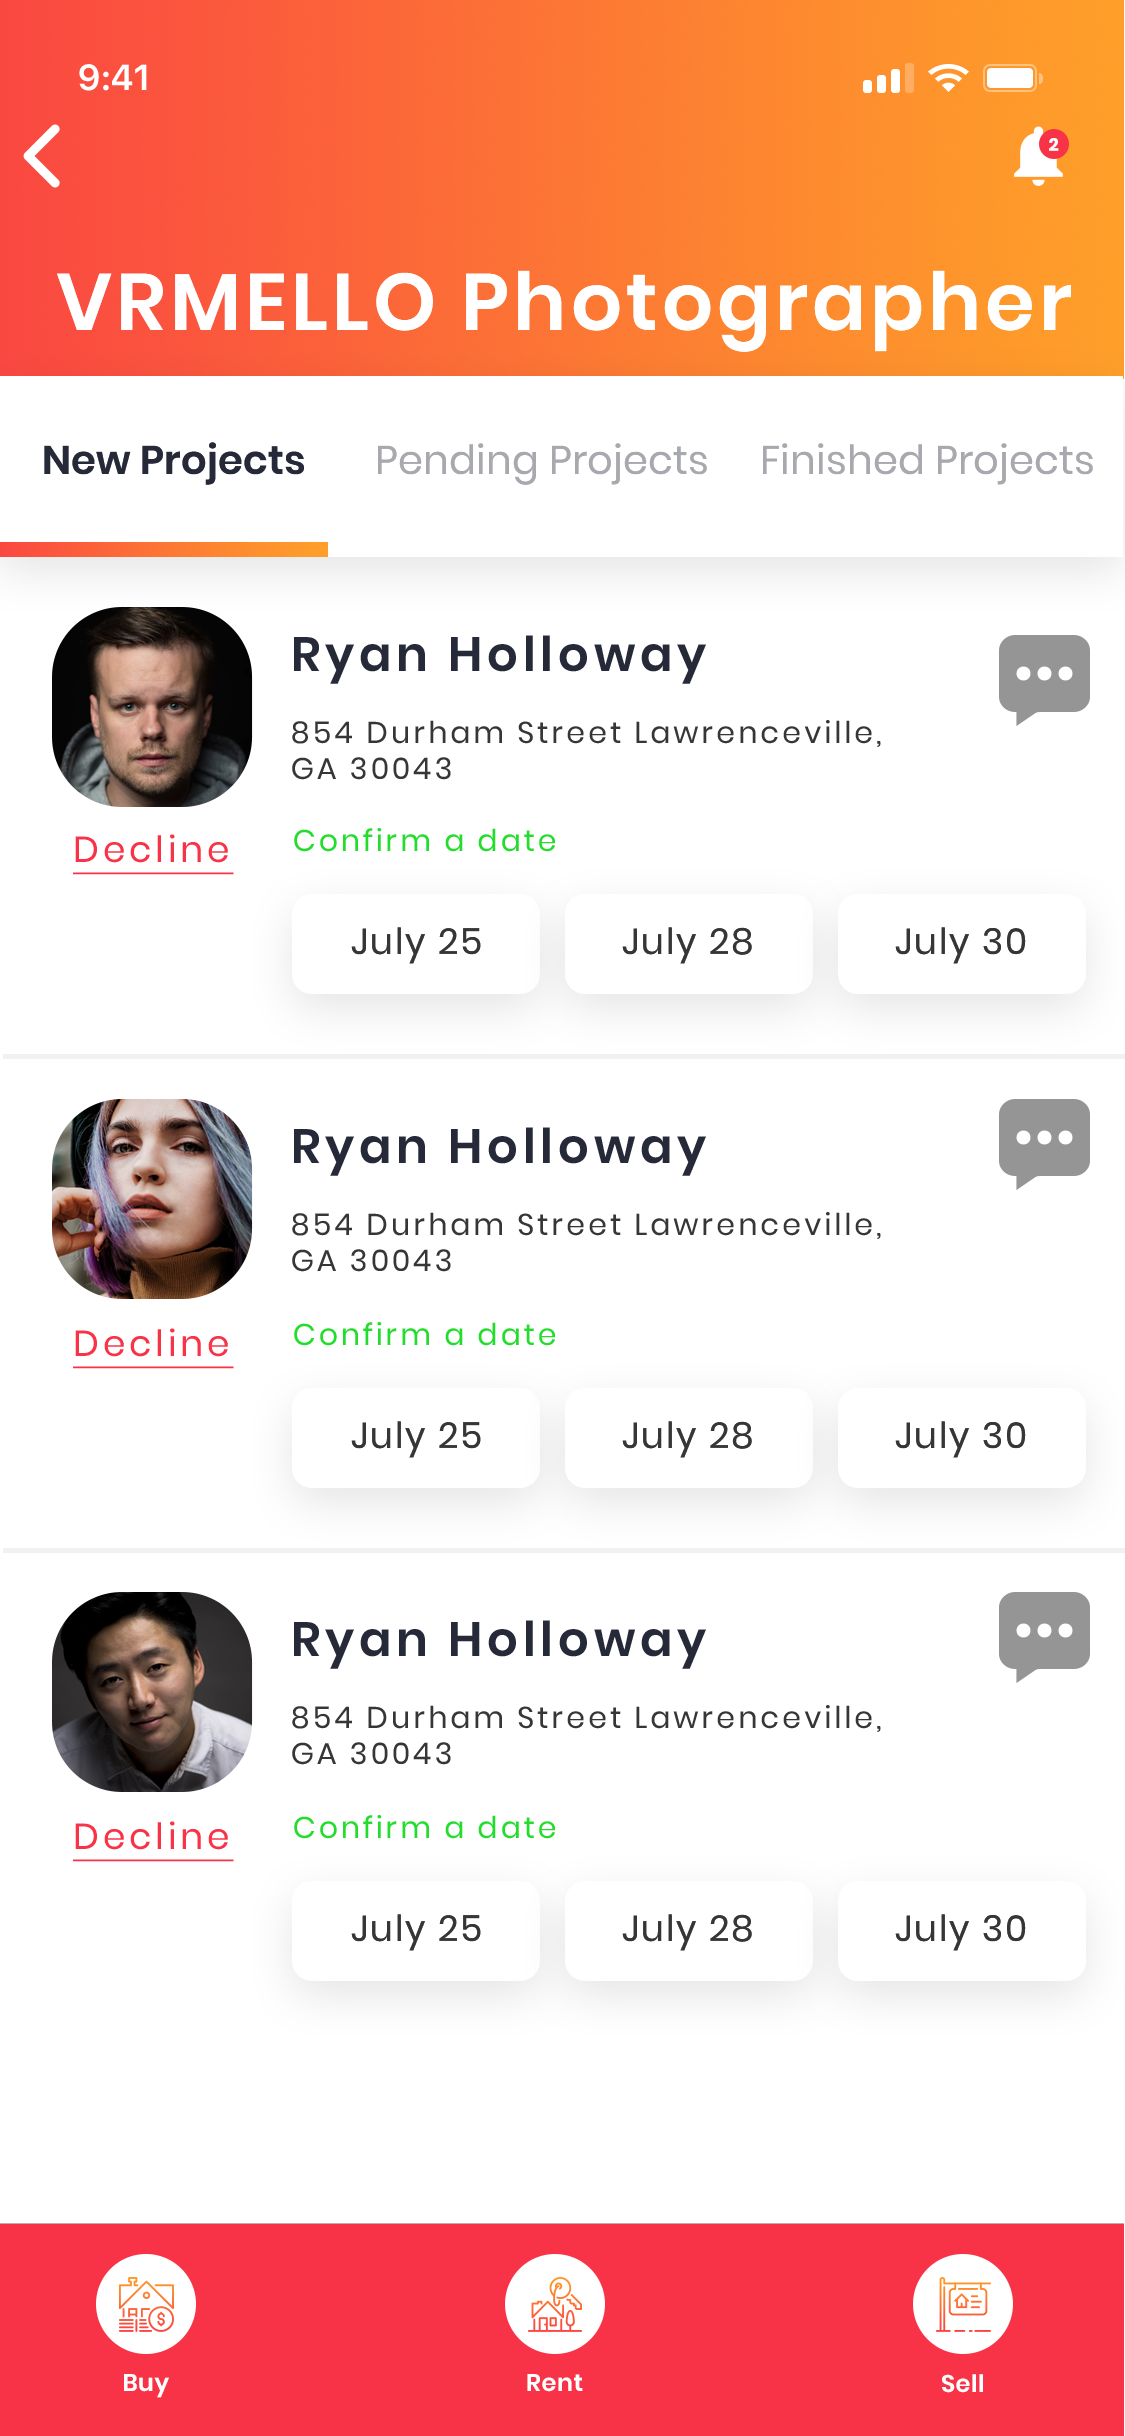 9:41
2
VRMELLO Photographer
New Projects Pending Projects Finished Projects
Ryan Holloway
854 Durham Street Lawrenceville,
GA 30043
Decline
Confirm a date
July 25 July 28 July 30
Ryan Holloway
854 Durham Street Lawrenceville,
GA 30043
Decline
Confirm a date
July 25 July 28 July 30
Ryan Holloway
854 Durham Street Lawrenceville,
GA 30043
Decline
Confirm a date
July 25 July 28 July 30
Buy Rent Sell